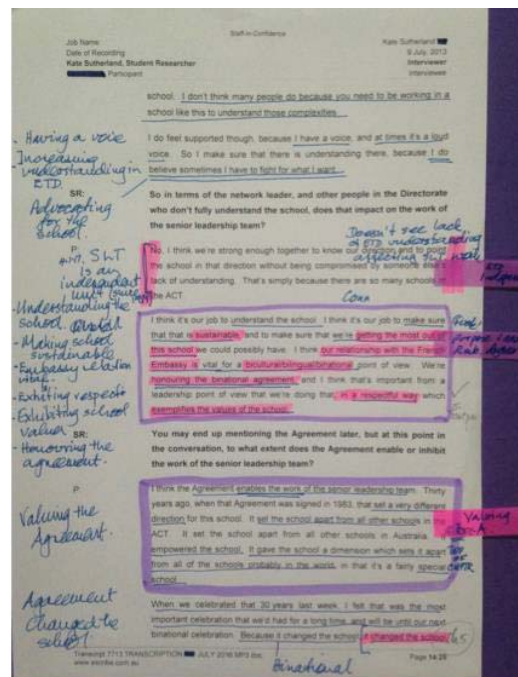 Staff-in-Confidence
Job Name
Date of Recording
Kate Sutherland, Student Researcher
Participant
Kate Sutherland
9 July, 2013
Interviewer
Interviewee
school. I don't think many people do because you need to be working in a
school like this to understand those complexities.
- Having a voice
- Increasing understanding in ETD.
I do feel supported though, because I have a voice, and at times it's a loud
voice. So I make sure that there is understanding there, because I do
believe sometimes I have to fight for what I want.
SR:
Advocating for the school.
So in terms of the network leader, and other people in the Directorate
who don't fully understand the school, does that impact on the work of
the senior leadership team?
Doesn't see lack
of ETD understanding
affecting SLT work
P
SLT
is an
independent
unit
No, I think we're strong enough together to know our direction and to point
the school in that direction without being compromised by someone else's
lack of understanding. That's simply because there are so many schools in
the ACT.
- Understanding the
school
- Making school
sustainable
- Embassy relation
vital
- Exhibiting respect
- Exhibiting school
values
- Honouring the
agreement.
I think it's our job to understand the school. I think it's our job to make sure
that that is sustainable, and to make sure that we're getting the most out of
this school we could possibly have. I think our relationship with the French
Embassy is vital for a bicultural/bilingual/binational point of view. We're
honouring the binational agreement, and I think that's important from a
leadership point of view that we're doing that, in a respectful way which
exemplifies the values of the school.
SR:
You may end up mentioning the Agreement later, but at this point in
the conversation, to what extent does the Agreement enable or inhibit
the work of the senior leadership team?
P
Valuing the
Agreement.
I think the Agreement enables the work of the senior leadership team. Thirty
years ago, when that Agreement was signed in 1983, that set a very different
direction for this school. It set the school apart from all other schools in the
ACT. It set the school apart from all other schools in Australia.
empowered the school. It gave the school a dimension which sets it apart
from all of the schools probably in the world, in that it's a fairly special
school.
Valuing
Agreement
Changed the
school
When we celebrated that 30 years last week, I felt that was the most
important celebration that we'd had for a long time, and will be until our next
binational celebration. Because it changed the school, it changed the school's
Binational
Transcript 7713 TRANSCRIPTION JULY 2016 MP3.doc
www.escribe.com.au
Page 14:25